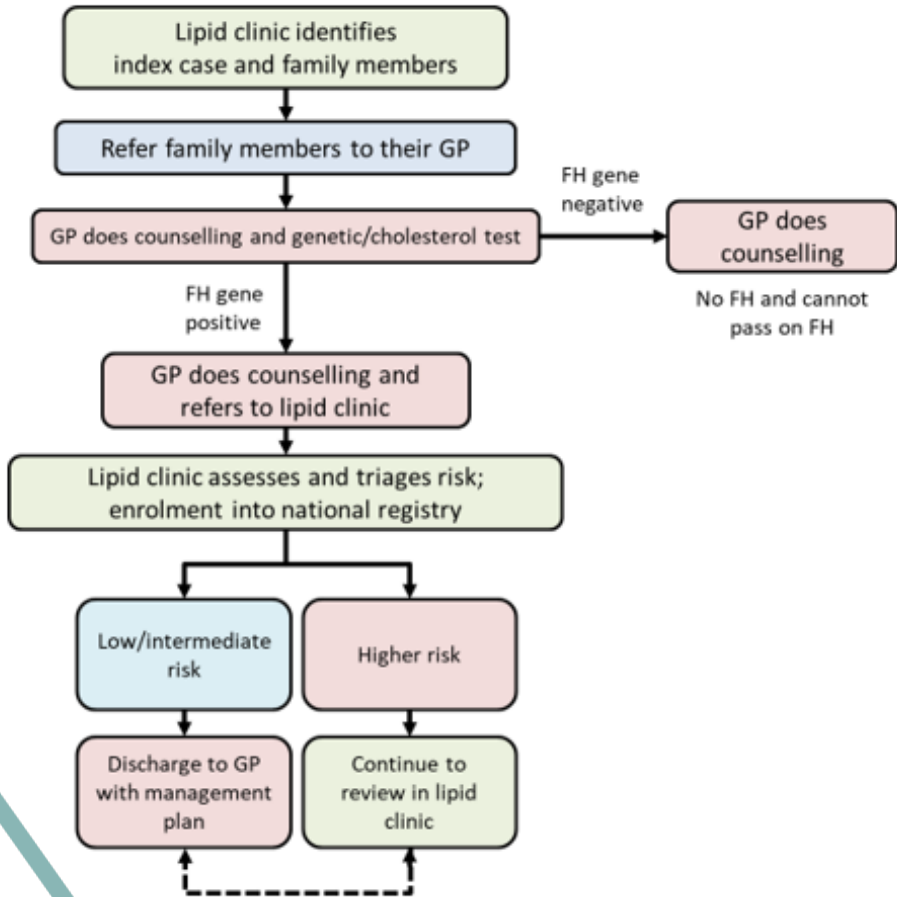 Lipid clinic identifies
index case and family members
Refer family members to their GP
FH gene
negative
GP does counselling and genetic/cholesterol test
GP does
counselling
FH gene
positive
No FH and cannot
pass on FH
GP does counselling and
refers to lipid clinic
Lipid clinic assesses and triages risk;
enrolment into national registry
Low/intermediate
risk
Higher risk
Discharge to GP
with management
plan
Continue to
review in lipid
clinic